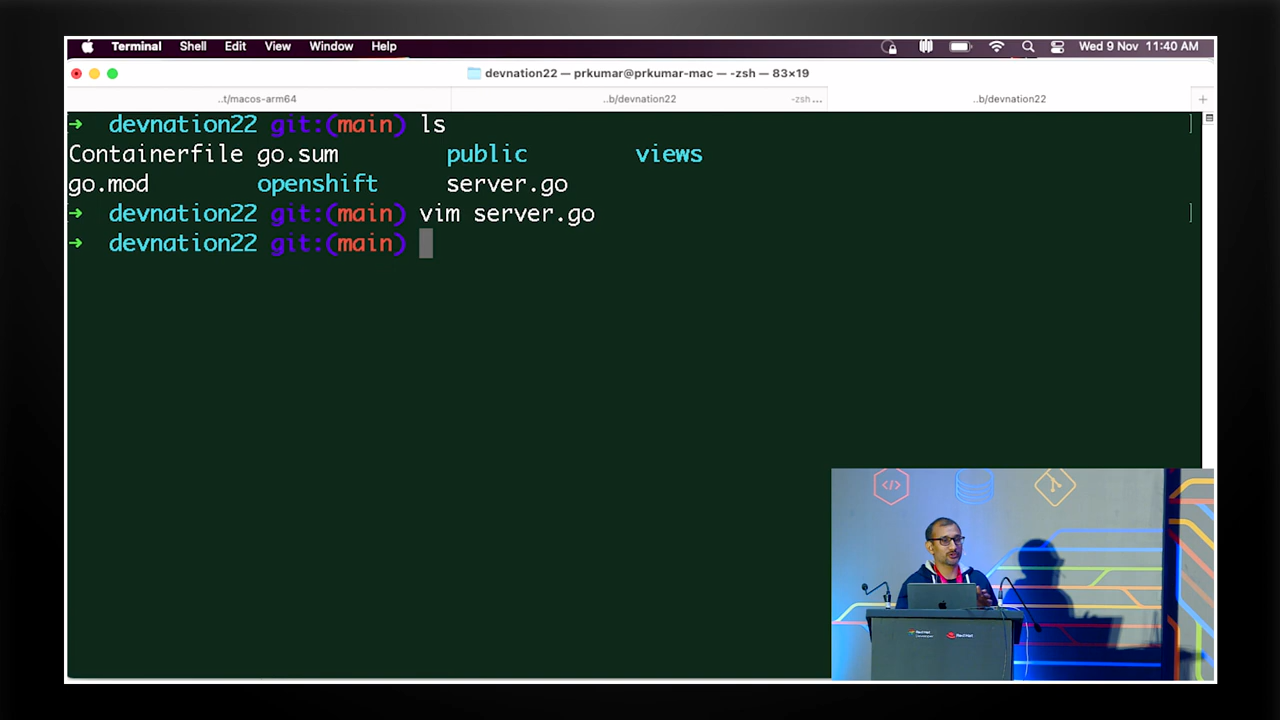 Terminal Shell Edit View Window Help Wed 9 Nov 11:40 AM
devnation22 — prkumar@prkumar-mac — -zsh — 83×19
..t/macos-arm64 ..b/devnation22 -zsh... ..b/devnation22 +
➜ devnation22 git:(main) ls
Containerfile go.sum public views
go.mod openshift server.go
➜ devnation22 git:(main) vim server.go
➜ devnation22 git:(main)